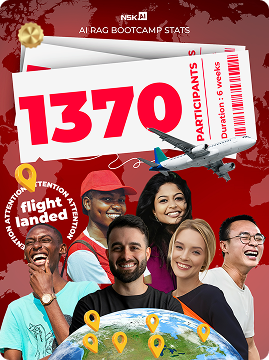 NSK.AI
AI RAG BOOTCAMP STATS
1370
PARTICIPANTS
Duration : 6 weeks
ATTENTION ATTENTION ATTENTION
flight
landed